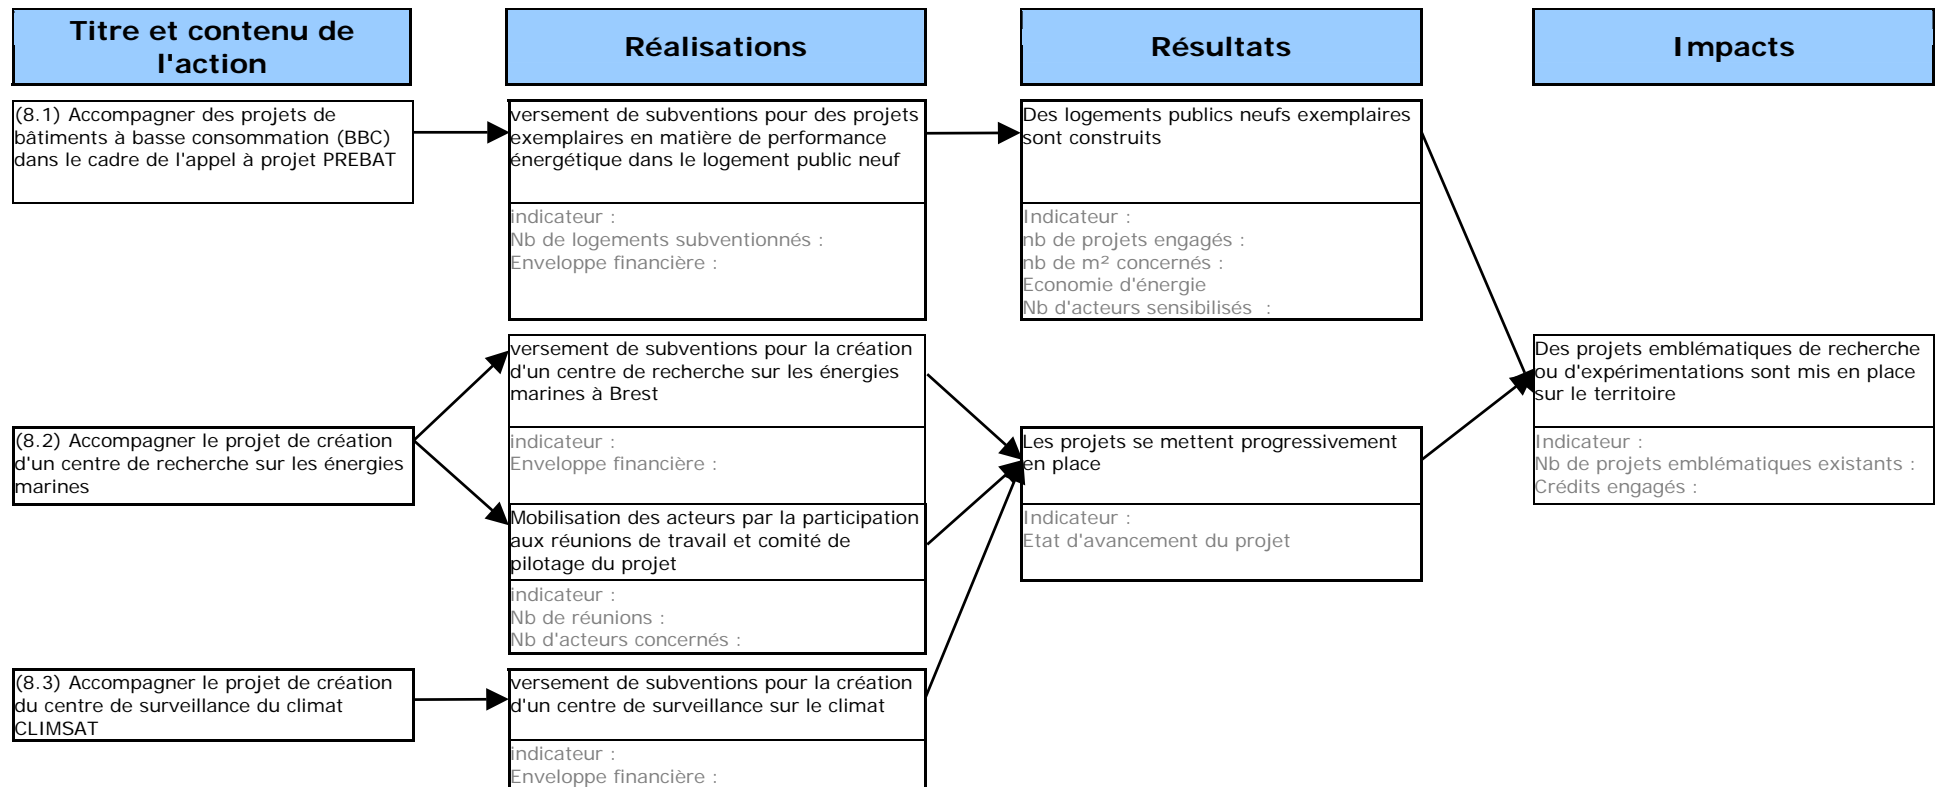 Titre et contenu de
l'action
Réalisations
Résultats
Impacts
(8.1) Accompagner des projets de
bâtiments à basse consommation (BBC)
dans le cadre de l'appel à projet PREBAT
versement de subventions pour des projets
exemplaires en matière de performance
énergétique dans le logement public neuf
indicateur :
Nb de logements subventionnés :
Enveloppe financière :
Des logements publics neufs exemplaires
sont construits
Indicateur :
nb de projets engagés :
nb de m² concernés :
Economie d'énergie
Nb d'acteurs sensibilisés :
(8.2) Accompagner le projet de création
d'un centre de recherche sur les énergies
marines
versement de subventions pour la création
d'un centre de recherche sur les énergies
marines à Brest
indicateur :
Enveloppe financière :
Mobilisation des acteurs par la participation
aux réunions de travail et comité de
pilotage du projet
indicateur :
Nb de réunions :
Nb d'acteurs concernés :
Les projets se mettent progressivement
en place
Indicateur :
Etat d'avancement du projet
Des projets emblématiques de recherche
ou d'expérimentations sont mis en place
sur le territoire
Indicateur :
Nb de projets emblématiques existants :
Crédits engagés :
(8.3) Accompagner le projet de création
du centre de surveillance du climat
CLIMSAT
versement de subventions pour la création
d'un centre de surveillance sur le climat
indicateur :
Enveloppe financière :